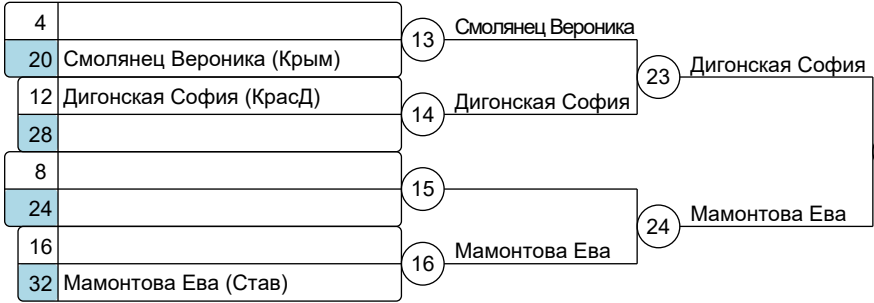 4
20 Смолянец Вероника (Крым)
12 Дигонская София (КрасД)
28
8
24
16
32 Мамонтова Ева (Став)
13
14
15
16
Смолянец Вероника
Дигонская София
Мамонтова Ева
23
24
Дигонская София
Мамонтова Ева